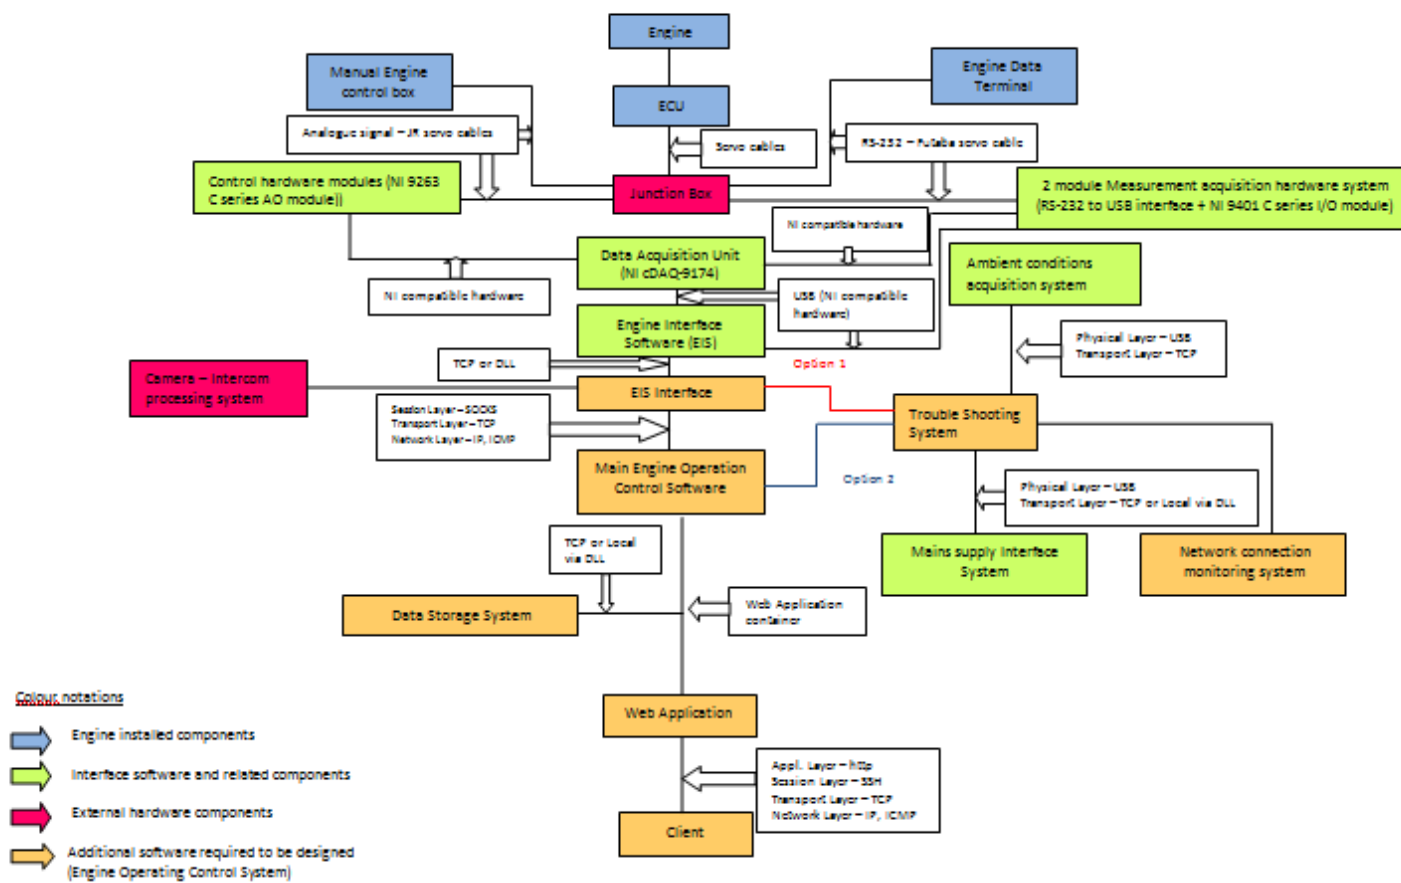 Engine
Manual Engine
control box
Engine Data
Terminal
ECU
Analogue signal – JR servo cables
Servo cables
RS-232 – Futaba servo cable
Control hardware modules (NI 9263
C series AO module))
Junction Box
2 module Measurement acquisition hardware system
(RS-232 to USB interface + NI 9401 C series I/O module)
NI compatible hardware
Data Acquisition Unit
(NI cDAQ-9174)
Ambient conditions
acquisition system
NI compatible hardware
USB (NI compatible
hardware)
Engine Interface
Software (EIS)
Physical Layer – USB
Transport Layer – TCP
TCP or DLL
Option 1
Camera – Intercom
processing system
EIS Interface
Session Layer – SOCKS
Transport Layer – TCP
Network Layer – IP, ICMP
Trouble Shooting
System
Main Engine Operation
Control Software
Option 2
Physical Layer – USB
Transport Layer – TCP or Local via DLL
TCP or Local
via DLL
Mains supply Interface
System
Network connection
monitoring system
Data Storage System
Web Application
container
Colour notations
Web Application
Engine installed components
Interface software and related components
Appl. Layer – http
Session Layer – SSH
Transport Layer – TCP
Network Layer – IP, ICMP
External hardware components
Client
Additional software required to be designed
(Engine Operating Control System)